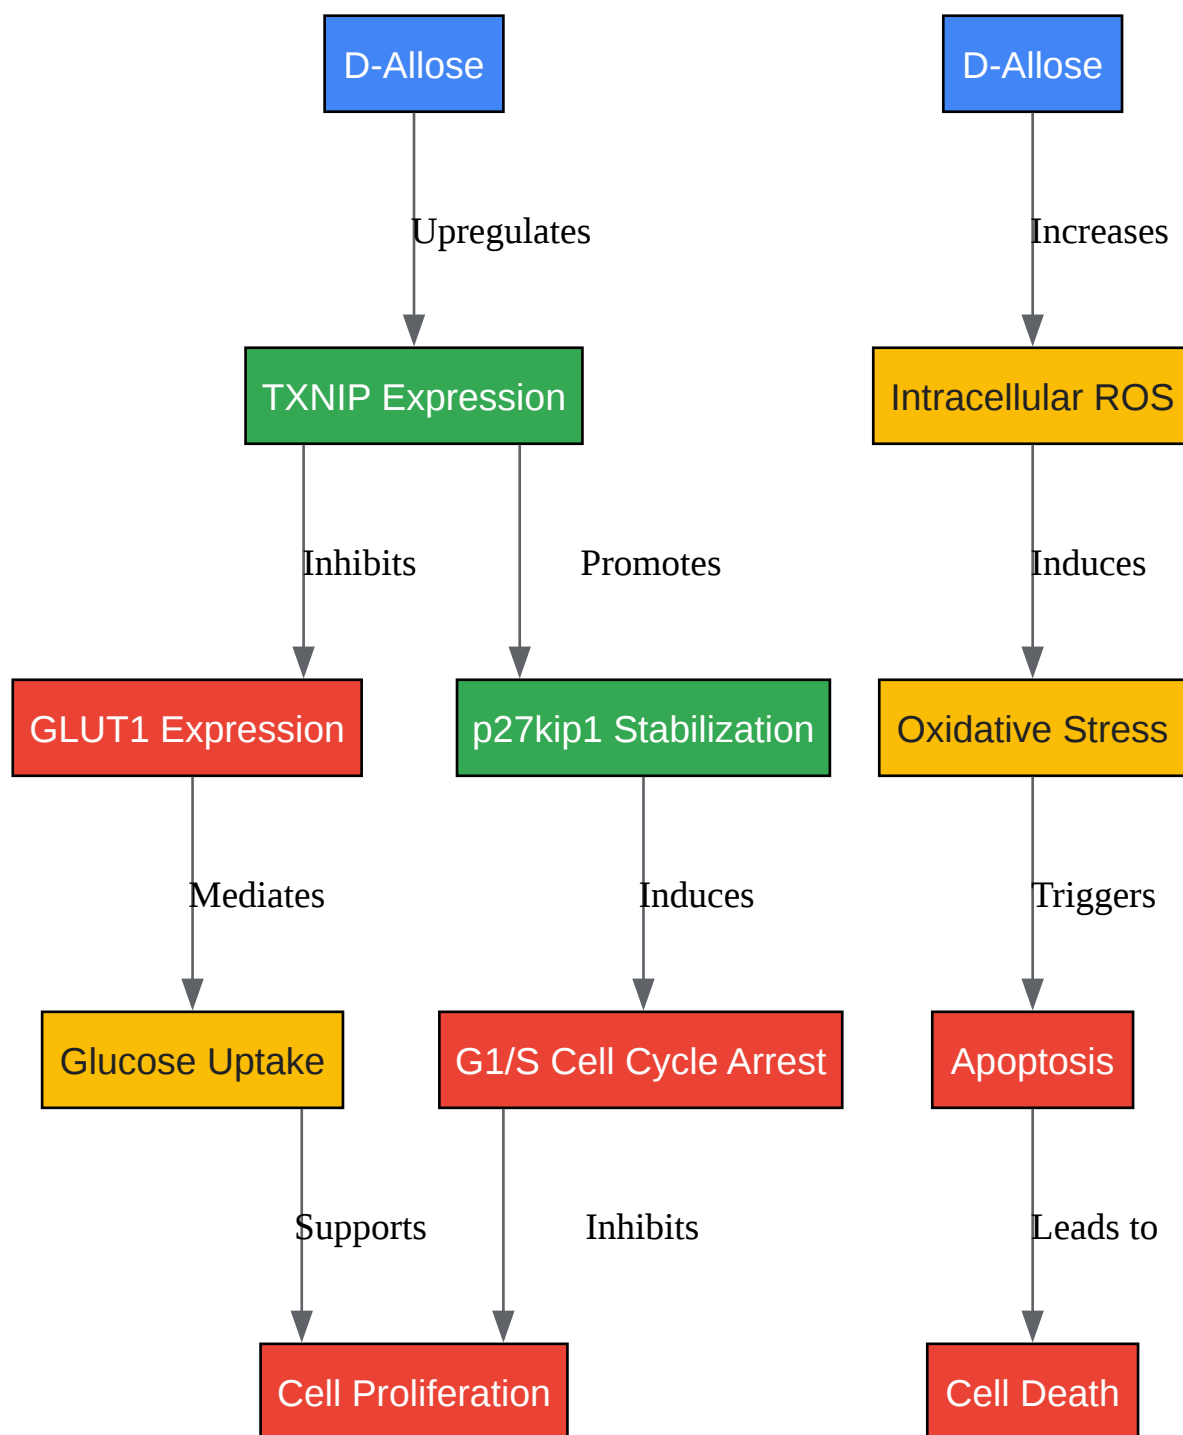 D-Allose
D-Allose
Upregulates
Increases
TXNIP Expression
Intracellular ROS
Inhibits
Promotes
Induces
GLUT1 Expression
p27kip1 Stabilization
Oxidative Stress
Mediates
Induces
Triggers
Glucose Uptake
G1/S Cell Cycle Arrest
Apoptosis
Supports
Inhibits
Leads to
Cell Proliferation
Cell Death